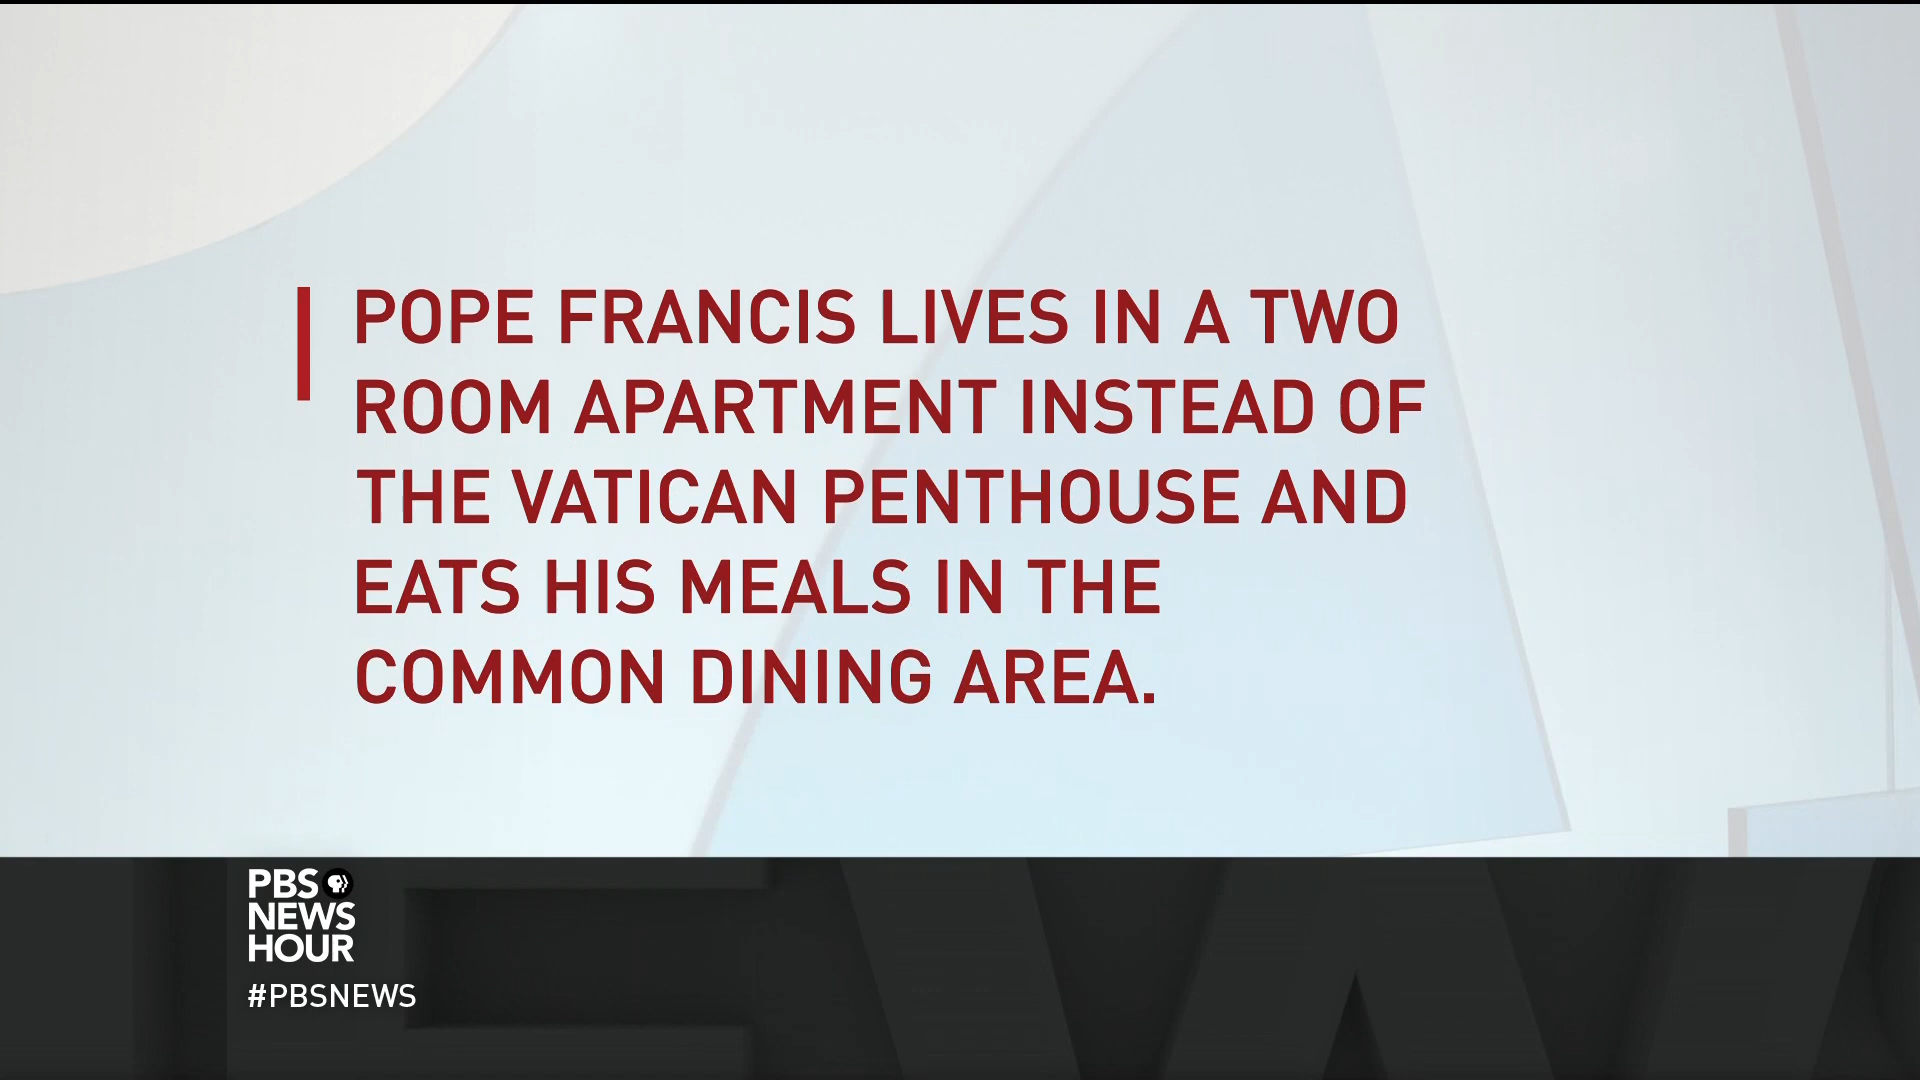 POPE FRANCIS LIVES IN A TWO
ROOM APARTMENT INSTEAD OF
THE VATICAN PENTHOUSE AND
EATS HIS MEALS IN THE
COMMON DINING AREA.
PBS
NEWS
HOUR
#PBSNEWS